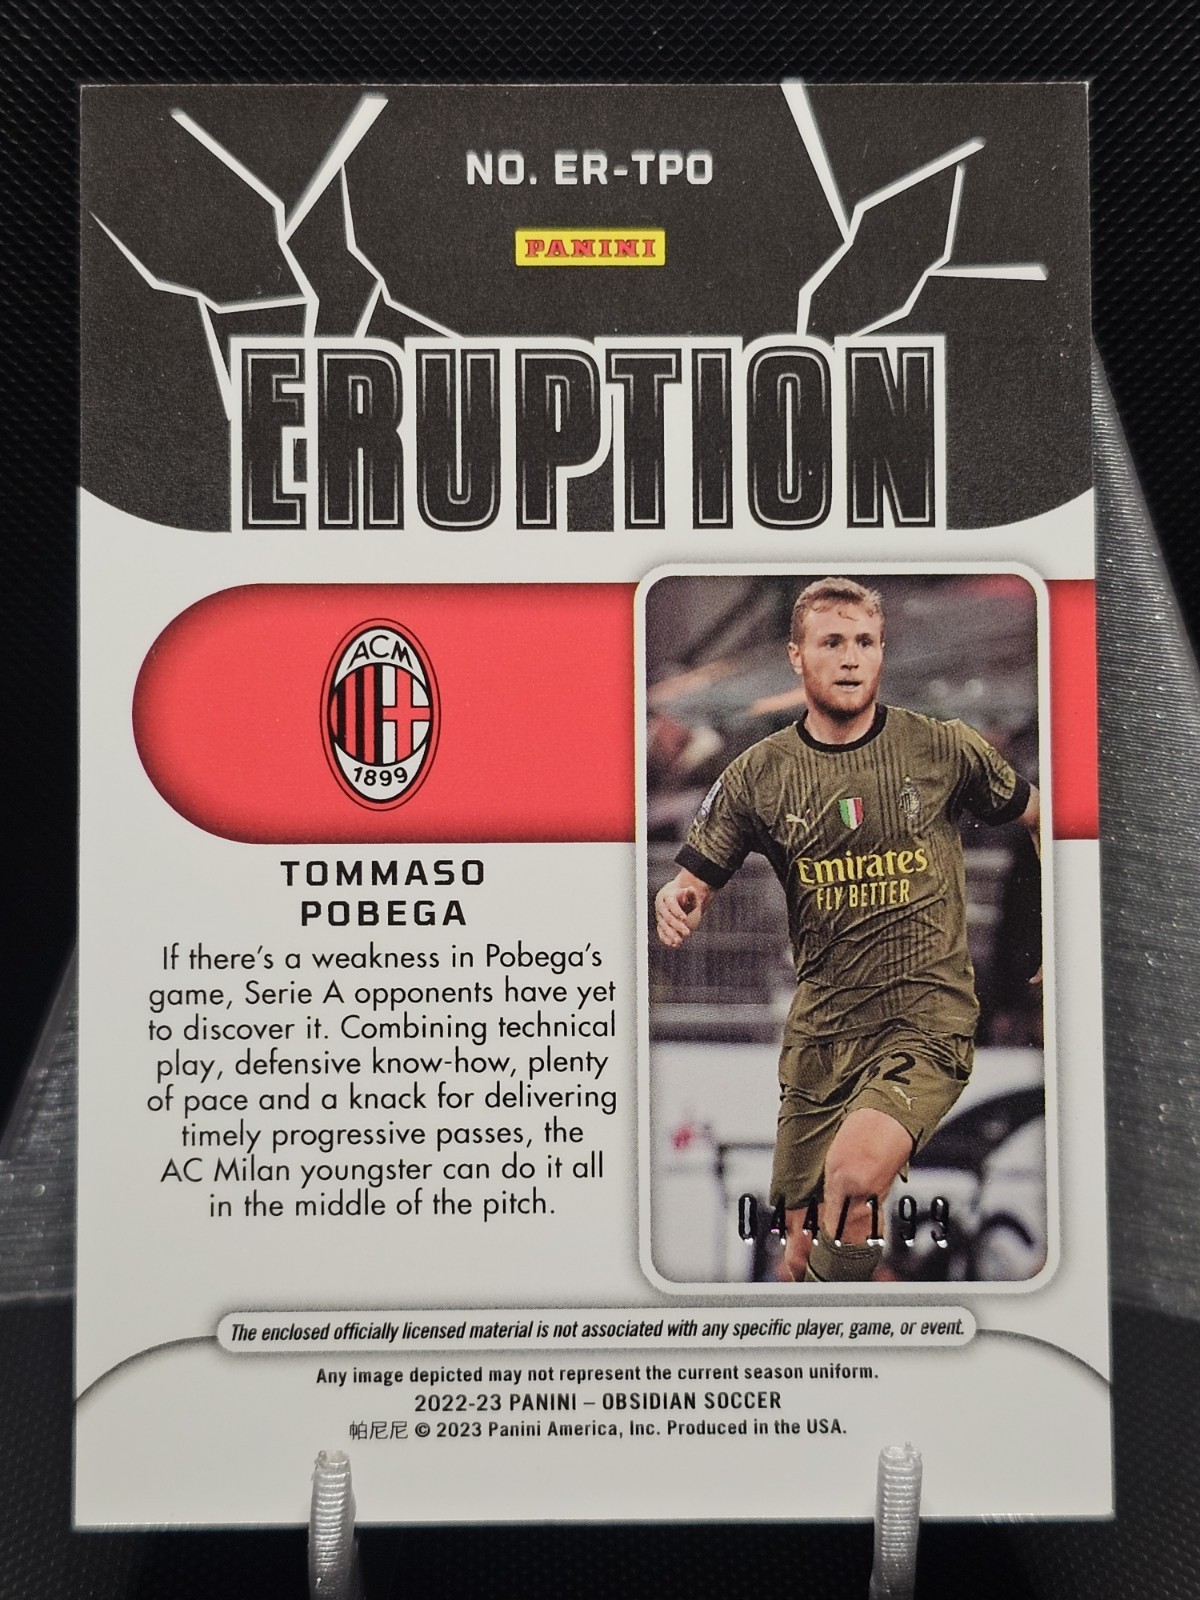 NO. ER-TPO
PANINI
ERUPTION
ACM
1899
TOMMASO
POBEGA
If there's a weakness in Pobega's
game, Serie A opponents have yet
to discover it. Combining technical
play, defensive know-how, plenty
of pace and a knack for delivering
timely progressive passes, the
AC Milan youngster can do it all
in the middle of the pitch.
Emirates
FLY BETTER
044/199
The enclosed officially licensed material is not associated with any specific player, game, or event.
Any image depicted may not represent the current season uniform.
2022-23 PANINI – OBSIDIAN SOCCER
帕尼尼 © 2023 Panini America, Inc. Produced in the USA.